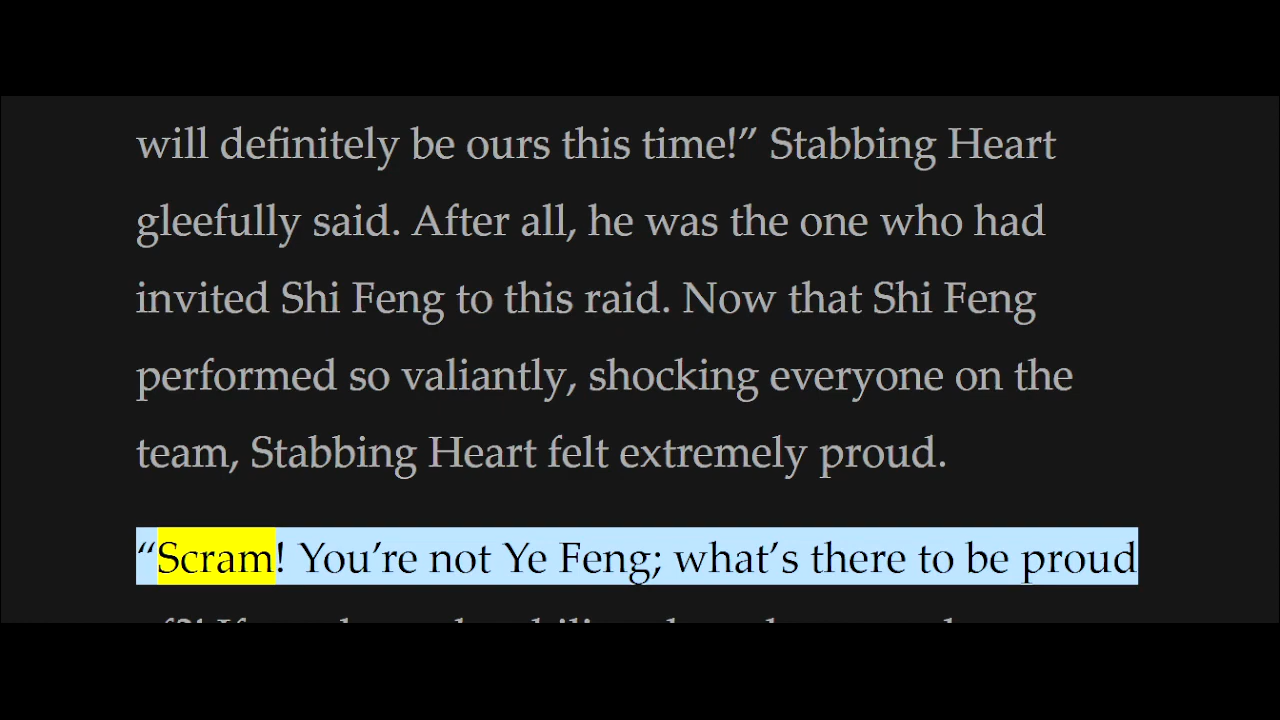 will definitely be ours this time!” Stabbing Heart
gleefully said. After all, he was the one who had
invited Shi Feng to this raid. Now that Shi Feng
performed so valiantly, shocking everyone on the
team, Stabbing Heart felt extremely proud.
“Scram! You’re not Ye Feng; what’s there to be proud